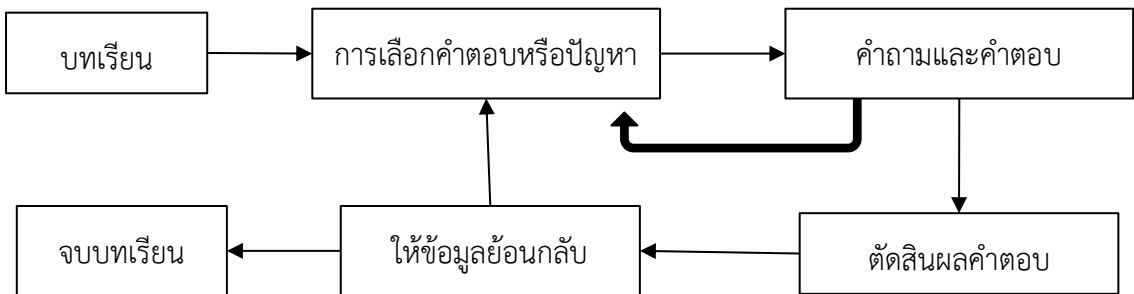 บทเรียน
การเลือกคำตอบหรือปัญหา
คำถามและคำตอบ
จบบทเรียน
ให้ข้อมูลย้อนกลับ
ตัดสินผลคำตอบ